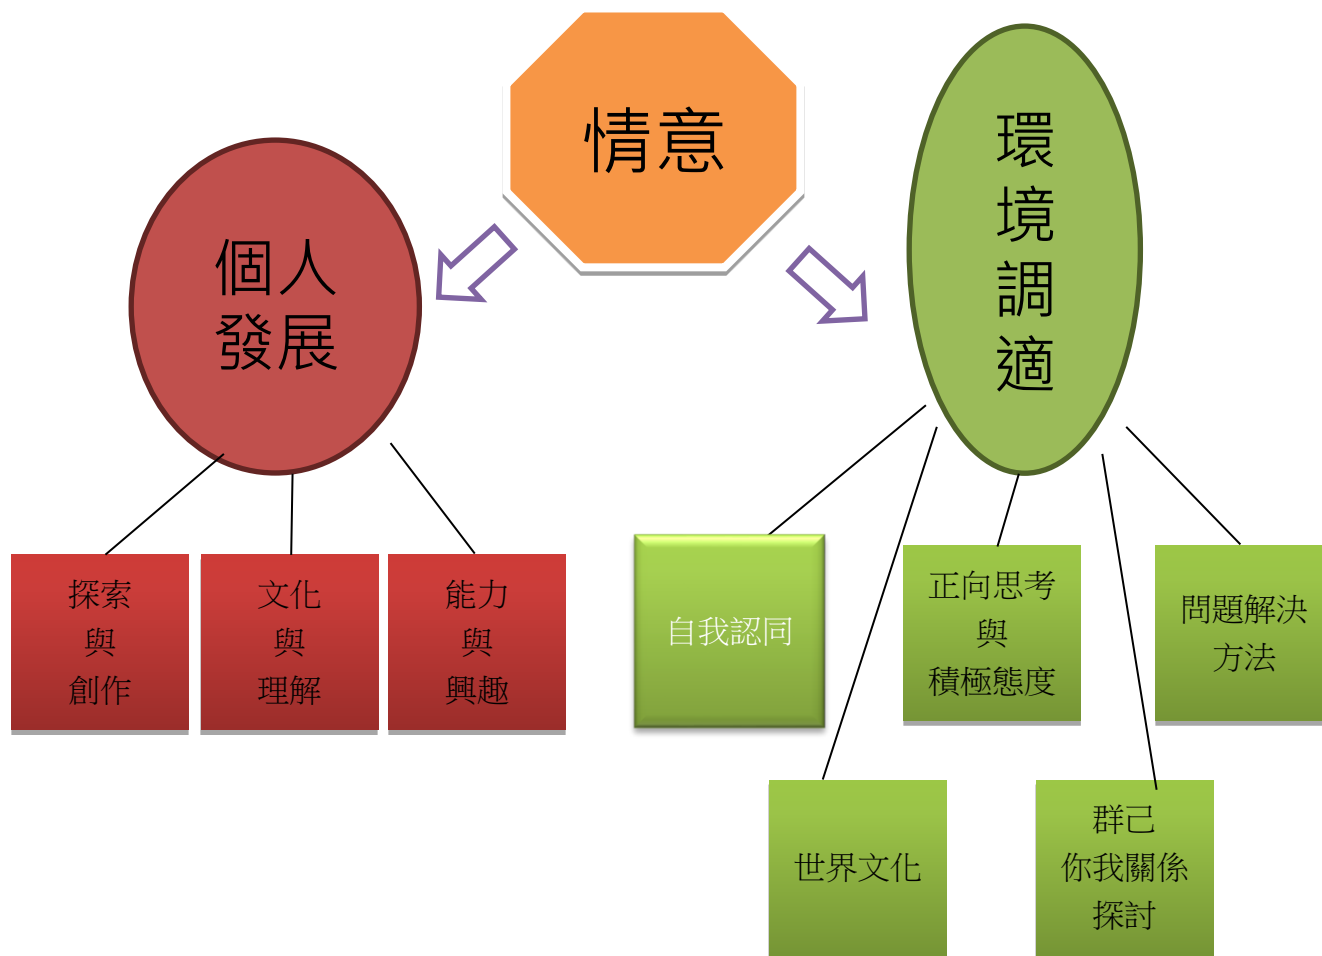 情意
個人
發展
環
境
調
適
探索
與
創作
文化
與
理解
能力
與
興趣
自我認同
正向思考
與
積極態度
問題解決
方法
世界文化
群己
你我關係
探討